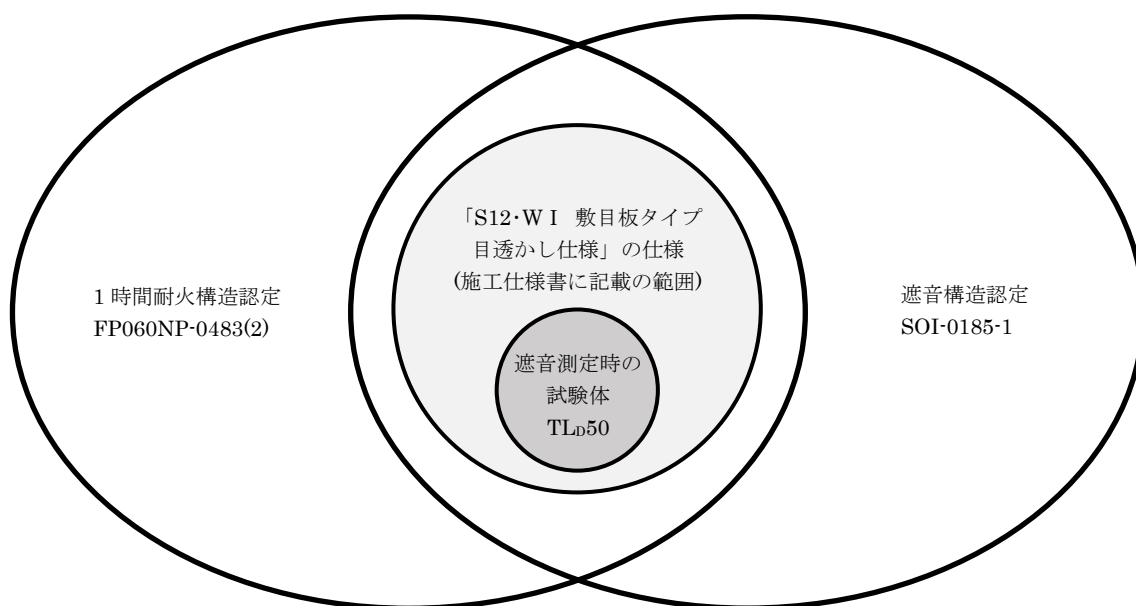 「S12･WⅠ 敷目板タイプ
目透かし仕様」の仕様
(施工仕様書に記載の範囲)
1 時間耐火構造認定
FP060NP-0483(2)
遮音構造認定
SOI-0185-1
遮音測定時の
試験体
TLD50